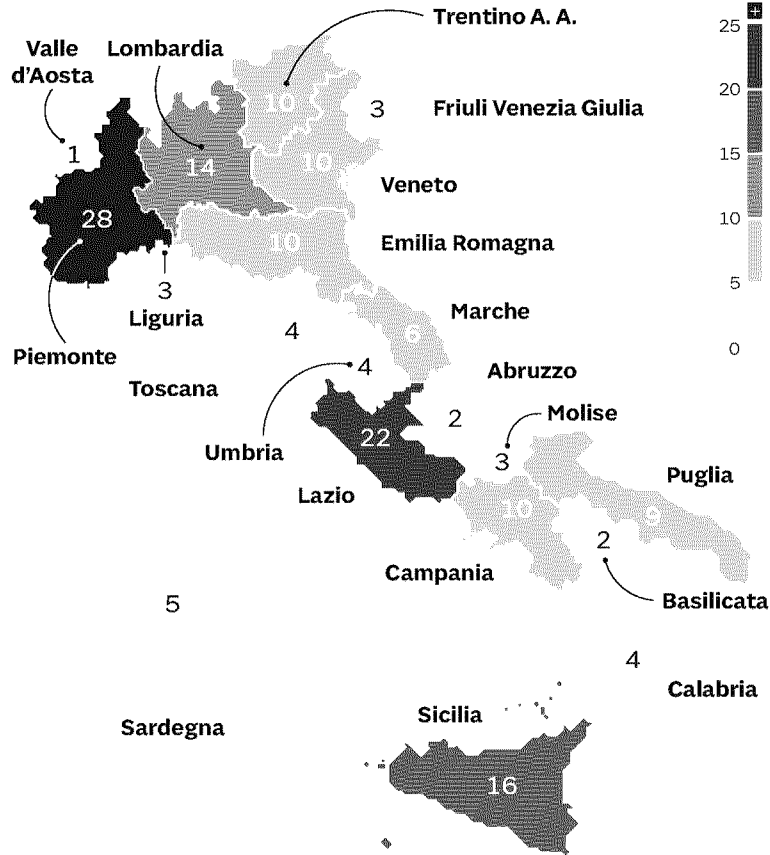 Trentino A. A.
+
25
Valle
d'Aosta
Lombardia
20
10
3
Friuli Venezia Giulia
1
14
10
15
Veneto
28
10
10
Emilia Romagna
5
3
Liguria
Marche
4
6
0
Piemonte
4
Abruzzo
Toscana
2
Molise
22
Umbria
3
Puglia
Lazio
10
9
2
Campania
Basilicata
5
4
Calabria
Sicilia
Sardegna
16